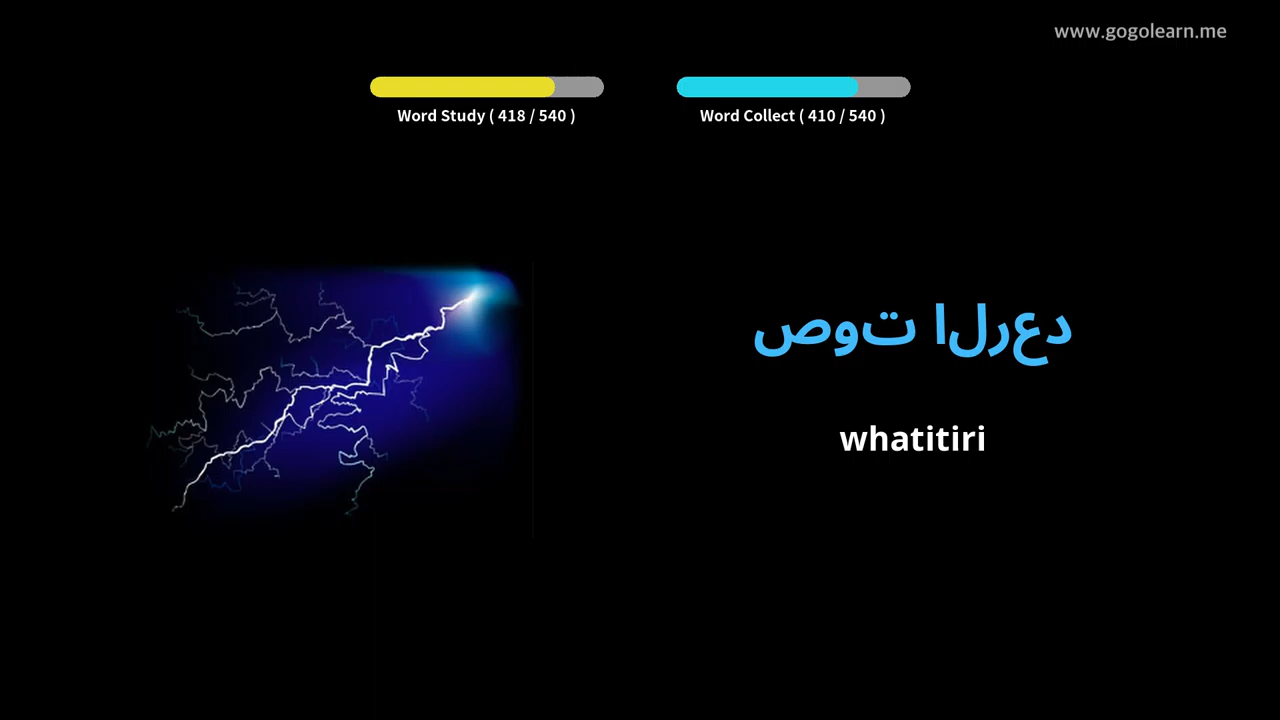 www.gogolearn.me
Word Study ( 418 / 540 )
Word Collect ( 410 / 540 )
صوت الرعد
whatitiri